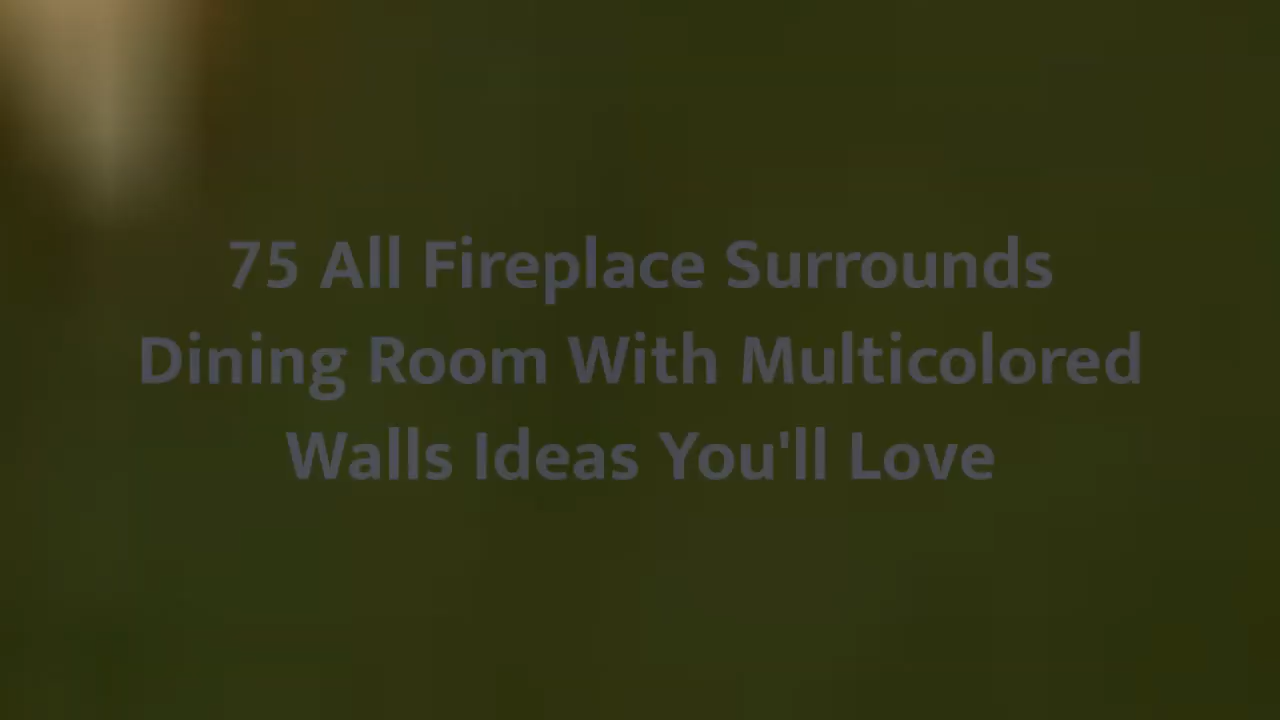 75 All Fireplace Surrounds
Dining Room With Multicolored
Walls Ideas You'll Love